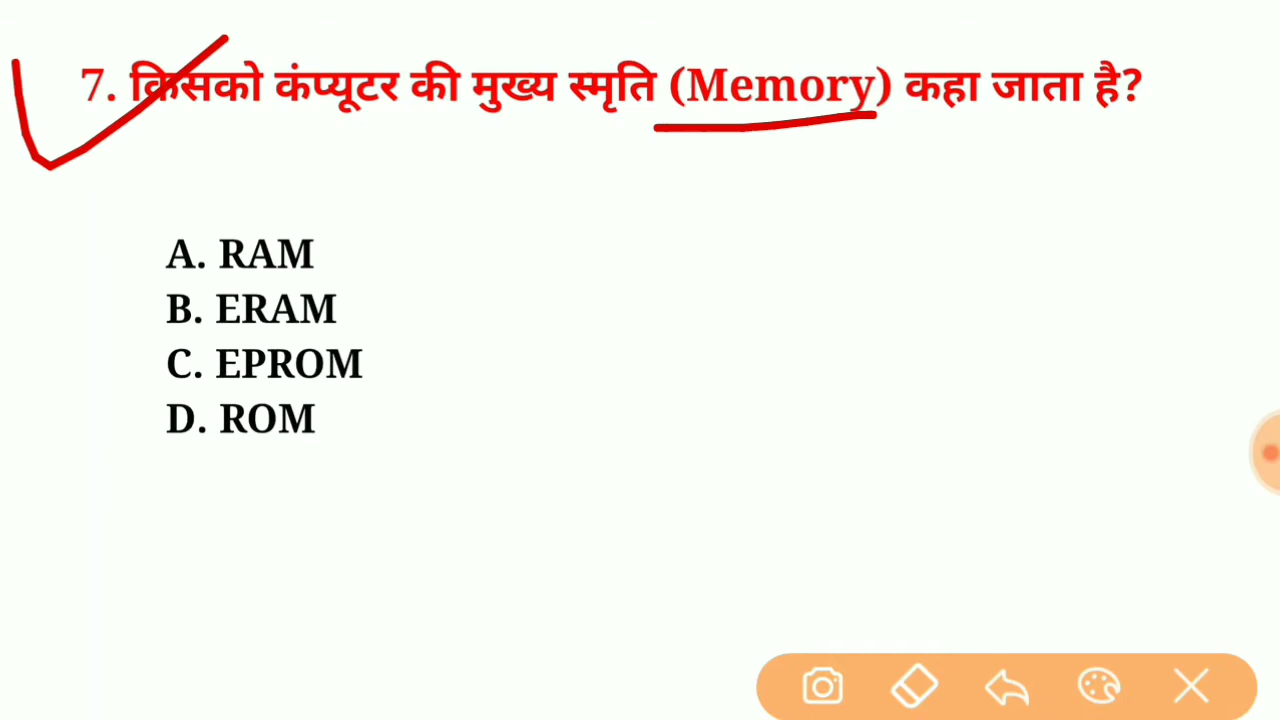 7. किसको कंप्यूटर की मुख्य स्मृति (Memory) कहा जाता है?
A. RAM
B. ERAM
C. EPROM
D. ROM